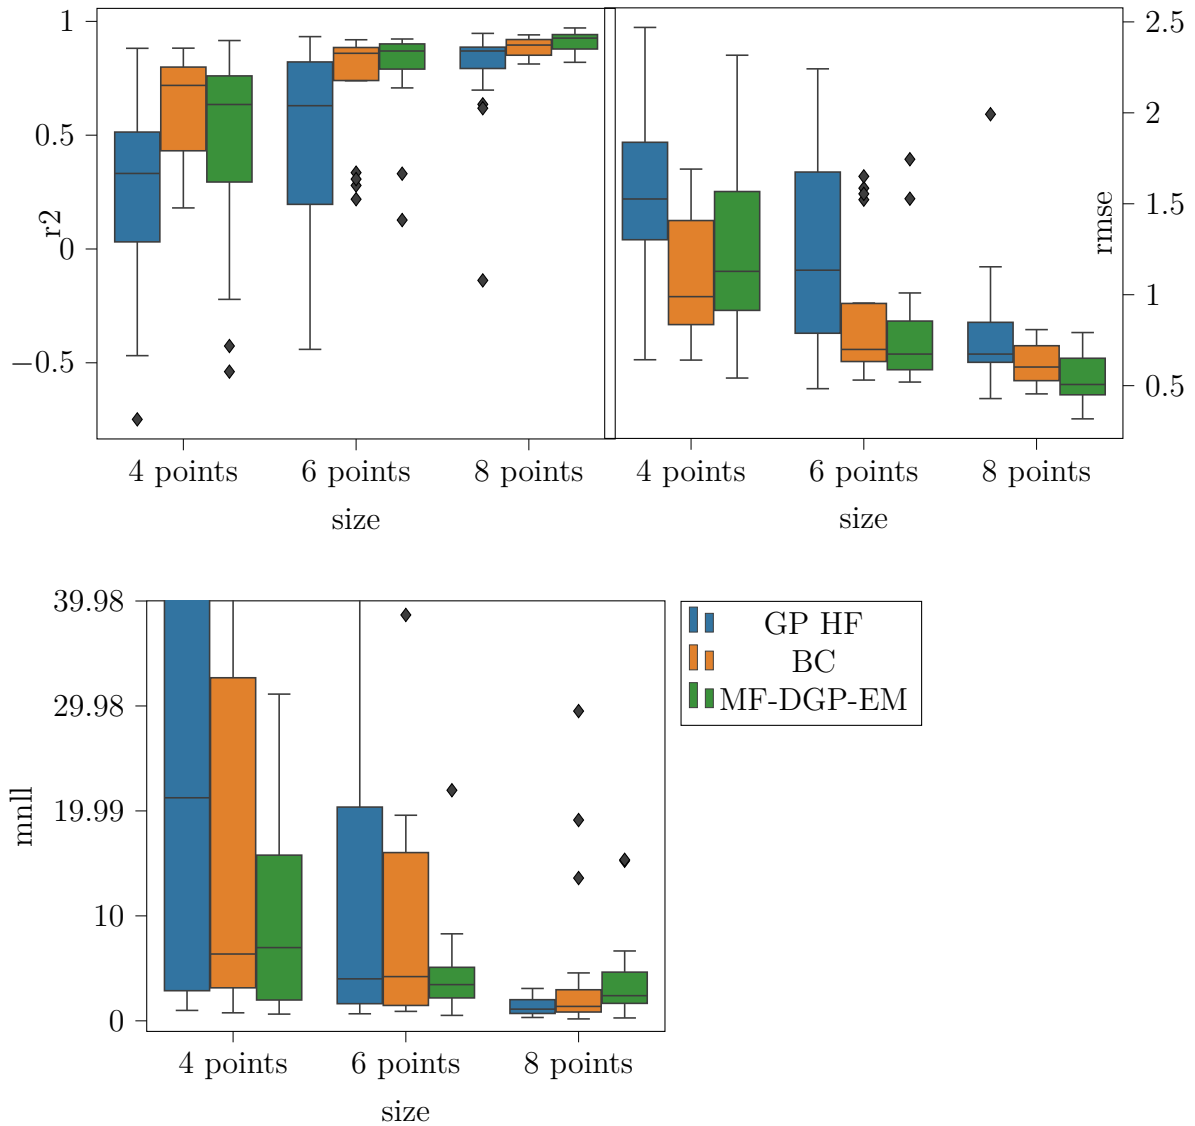 1
0.5
0
−0.5
r2
4 points
6 points
8 points
size
2.5
2
1.5
1
0.5
rmse
4 points
6 points
8 points
size
39.98
29.98
19.99
10
0
mnll
4 points
6 points
8 points
size
GP HF
BC
MF-DGP-EM